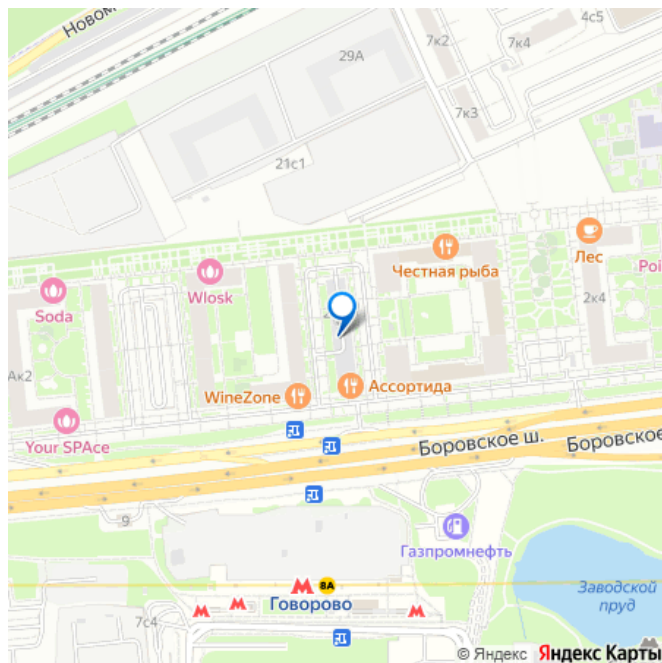 Новом
4с5
7к2
7к4
29А
7к3
21с1
Честная рыба
Лес
Poi
Wlosk
Soda
2к4
Ак2
WineZone
Ассортида
Your SPAce
Боровское ш.
Боровское
9
Газпромнефть
М 8А
Говорово
Заводской
пруд
7с4
© Яндекс Яндекс Карты